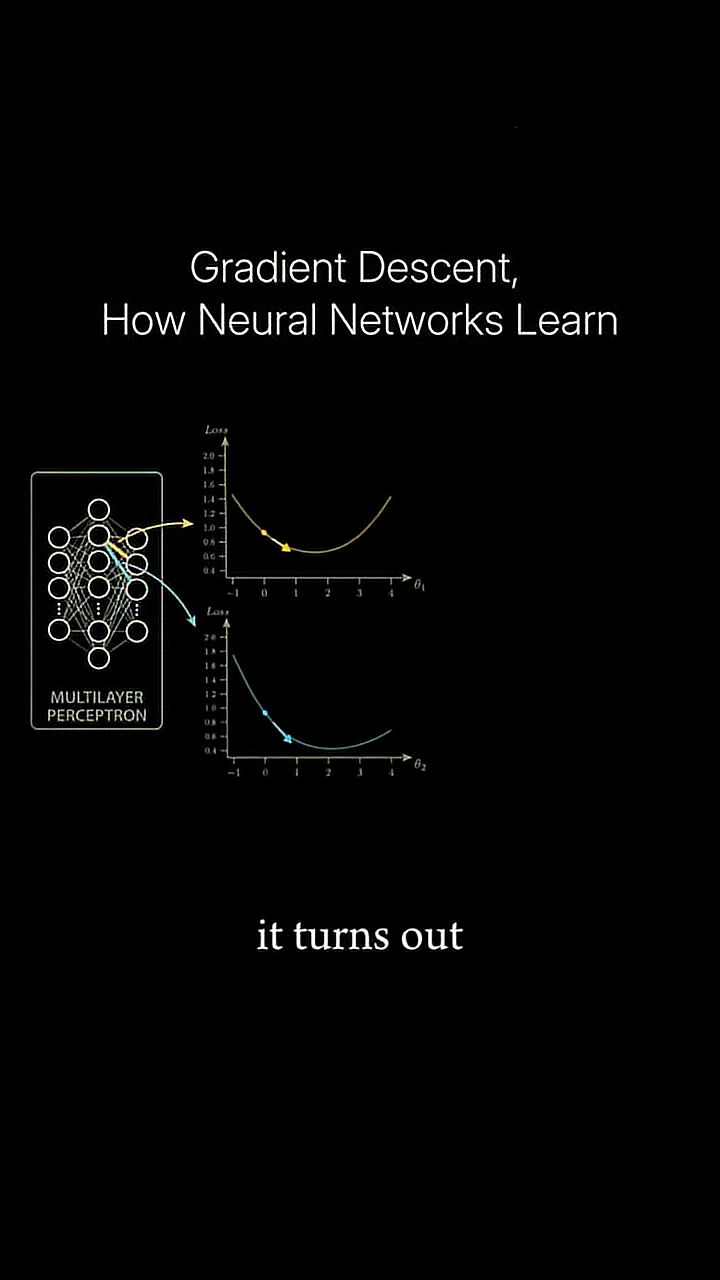 Gradient Descent,
How Neural Networks Learn
Loss
2.0
1.8
1.6
1.4
1.2
1.0
0.8
0.6
0.4
−1 0 1 2 3 4 θ₁
MULTILAYER
PERCEPTRON
Loss
2.0
1.8
1.6
1.4
1.2
1.0
0.8
0.6
0.4
−1 0 1 2 3 4 θ₂
it turns out